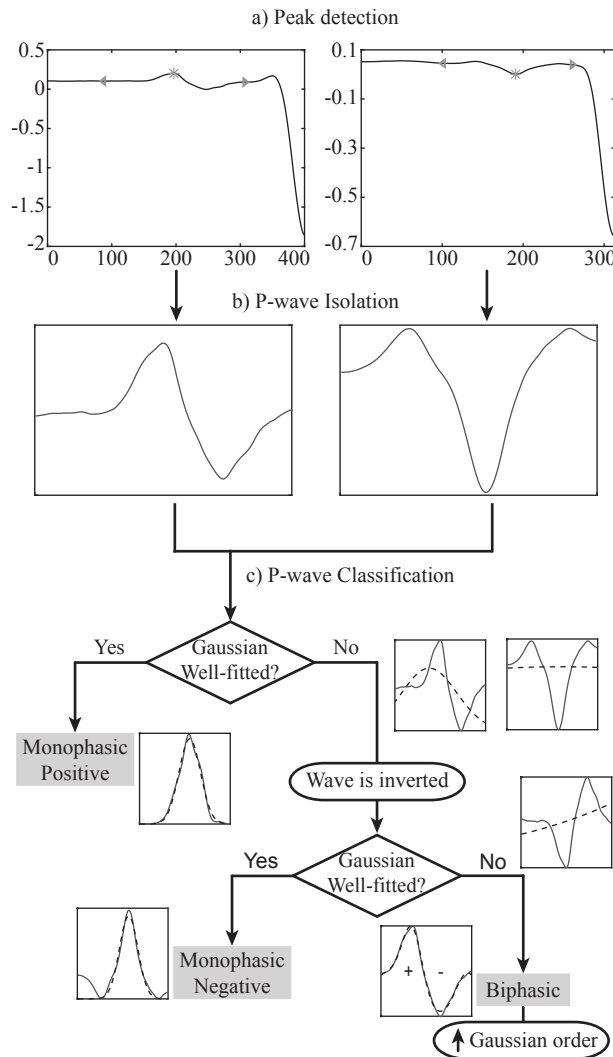 a) Peak detection
0.5
0
-0.5
-1
-1.5
-2
0 100 200 300 400
0.1
-0.1
-0.3
-0.5
-0.7
0 100 200 300
b) P-wave Isolation
c) P-wave Classification
Yes
Gaussian
Well-fitted?
No
Monophasic
Positive
Wave is inverted
Yes
Gaussian
Well-fitted?
No
Monophasic
Negative
+ -
Biphasic
↑ Gaussian order